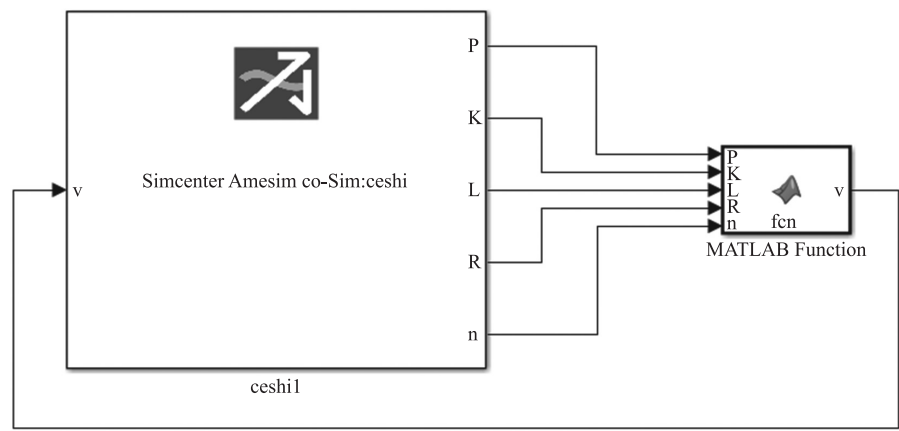 P
K
v
Simcenter Amesim co-Sim:ceshi
L
R
n
ceshi1
P
K
L
R
n
v
fcn
MATLAB Function